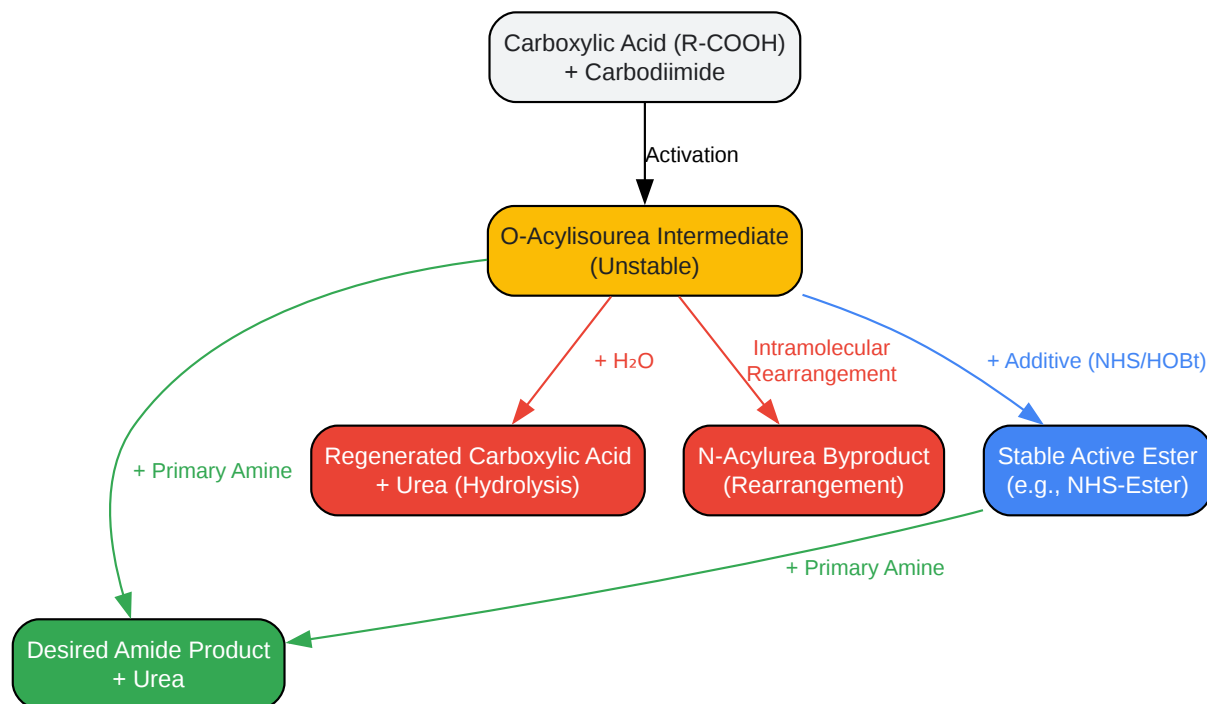 Carboxylic Acid (R-COOH)
+ Carbodiimide
Activation
O-Acylisourea Intermediate
(Unstable)
+ H₂O
Intramolecular
Rearrangement
+ Additive (NHS/HOBt)
+ Primary Amine
Regenerated Carboxylic Acid
+ Urea (Hydrolysis)
N-Acylurea Byproduct
(Rearrangement)
Stable Active Ester
(e.g., NHS-Ester)
+ Primary Amine
Desired Amide Product
+ Urea